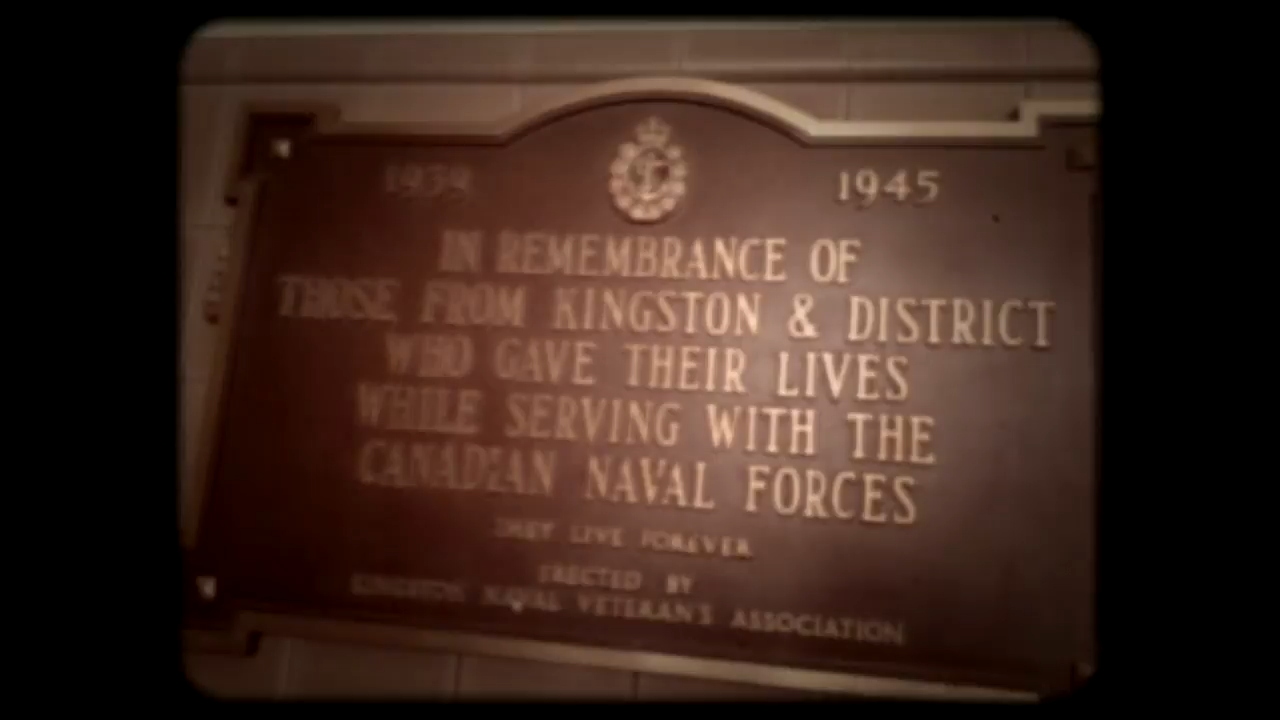 1939 1945
IN REMEMBRANCE OF
THOSE FROM KINGSTON & DISTRICT
WHO GAVE THEIR LIVES
WHILE SERVING WITH THE
CANADIAN NAVAL FORCES
THEY LIVE FOREVER
ERECTED BY
KINGSTON NAVAL VETERAN'S ASSOCIATION